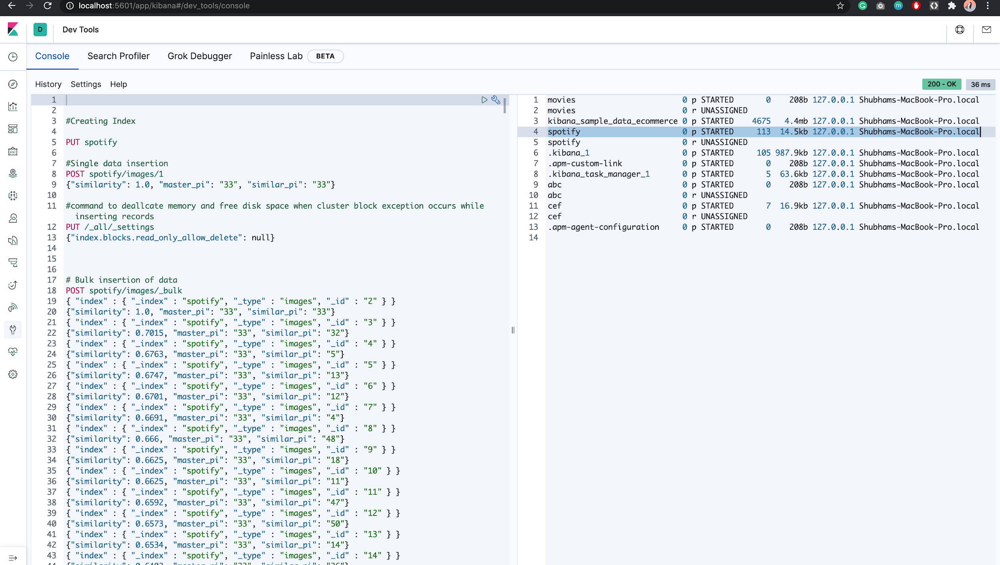 localhost:5601/app/kibana#/dev_tools/console
D Dev Tools
Console Search Profiler Grok Debugger Painless Lab BETA
History Settings Help
200 - OK 36 ms
1
2
3 #Creating Index
4
5 PUT spotify
6
7 #Single data insertion
8 POST spotify/images/1
9 {"similarity": 1.0, "master_pi": "33", "similar_pi": "33"}
10
11 #command to deallcate memory and free disk space when cluster block exception occurs while
inserting records
12 PUT /_all/_settings
13 {"index.blocks.read_only_allow_delete": null}
14
15
16
17 # Bulk insertion of data
18 POST spotify/images/_bulk
19 { "index" : { "_index" : "spotify", "_type" : "images", "_id" : "2" } }
20 {"similarity": 1.0, "master_pi": "33", "similar_pi": "33"}
21 { "index" : { "_index" : "spotify", "_type" : "images", "_id" : "3" } }
22 {"similarity": 0.7015, "master_pi": "33", "similar_pi": "32"}
23 { "index" : { "_index" : "spotify", "_type" : "images", "_id" : "4" } }
24 {"similarity": 0.6763, "master_pi": "33", "similar_pi": "5"}
25 { "index" : { "_index" : "spotify", "_type" : "images", "_id" : "5" } }
26 {"similarity": 0.6747, "master_pi": "33", "similar_pi": "13"}
27 { "index" : { "_index" : "spotify", "_type" : "images", "_id" : "6" } }
28 {"similarity": 0.6701, "master_pi": "33", "similar_pi": "12"}
29 { "index" : { "_index" : "spotify", "_type" : "images", "_id" : "7" } }
30 {"similarity": 0.6691, "master_pi": "33", "similar_pi": "4"}
31 { "index" : { "_index" : "spotify", "_type" : "images", "_id" : "8" } }
32 {"similarity": 0.666, "master_pi": "33", "similar_pi": "48"}
33 { "index" : { "_index" : "spotify", "_type" : "images", "_id" : "9" } }
34 {"similarity": 0.6625, "master_pi": "33", "similar_pi": "18"}
35 { "index" : { "_index" : "spotify", "_type" : "images", "_id" : "10" } }
36 {"similarity": 0.6625, "master_pi": "33", "similar_pi": "11"}
37 { "index" : { "_index" : "spotify", "_type" : "images", "_id" : "11" } }
38 {"similarity": 0.6592, "master_pi": "33", "similar_pi": "47"}
39 { "index" : { "_index" : "spotify", "_type" : "images", "_id" : "12" } }
40 {"similarity": 0.6573, "master_pi": "33", "similar_pi": "50"}
41 { "index" : { "_index" : "spotify", "_type" : "images", "_id" : "13" } }
42 {"similarity": 0.6534, "master_pi": "33", "similar_pi": "14"}
43 { "index" : { "_index" : "spotify", "_type" : "images", "_id" : "14" } }
1 movies 0 p STARTED 0 208b 127.0.0.1 Shubhams-MacBook-Pro.local
2 movies 0 r UNASSIGNED
3 kibana_sample_data_ecommerce 0 p STARTED 4675 4.4mb 127.0.0.1 Shubhams-MacBook-Pro.local
4 spotify 0 p STARTED 113 14.5kb 127.0.0.1 Shubhams-MacBook-Pro.local
5 spotify 0 r UNASSIGNED
6 .kibana_1 0 p STARTED 105 987.9kb 127.0.0.1 Shubhams-MacBook-Pro.local
7 .apm-custom-link 0 p STARTED 0 208b 127.0.0.1 Shubhams-MacBook-Pro.local
8 .kibana_task_manager_1 0 p STARTED 5 63.6kb 127.0.0.1 Shubhams-MacBook-Pro.local
9 abc 0 p STARTED 0 208b 127.0.0.1 Shubhams-MacBook-Pro.local
10 abc 0 r UNASSIGNED
11 cef 0 p STARTED 7 16.9kb 127.0.0.1 Shubhams-MacBook-Pro.local
12 cef 0 r UNASSIGNED
13 .apm-agent-configuration 0 p STARTED 0 208b 127.0.0.1 Shubhams-MacBook-Pro.local
14